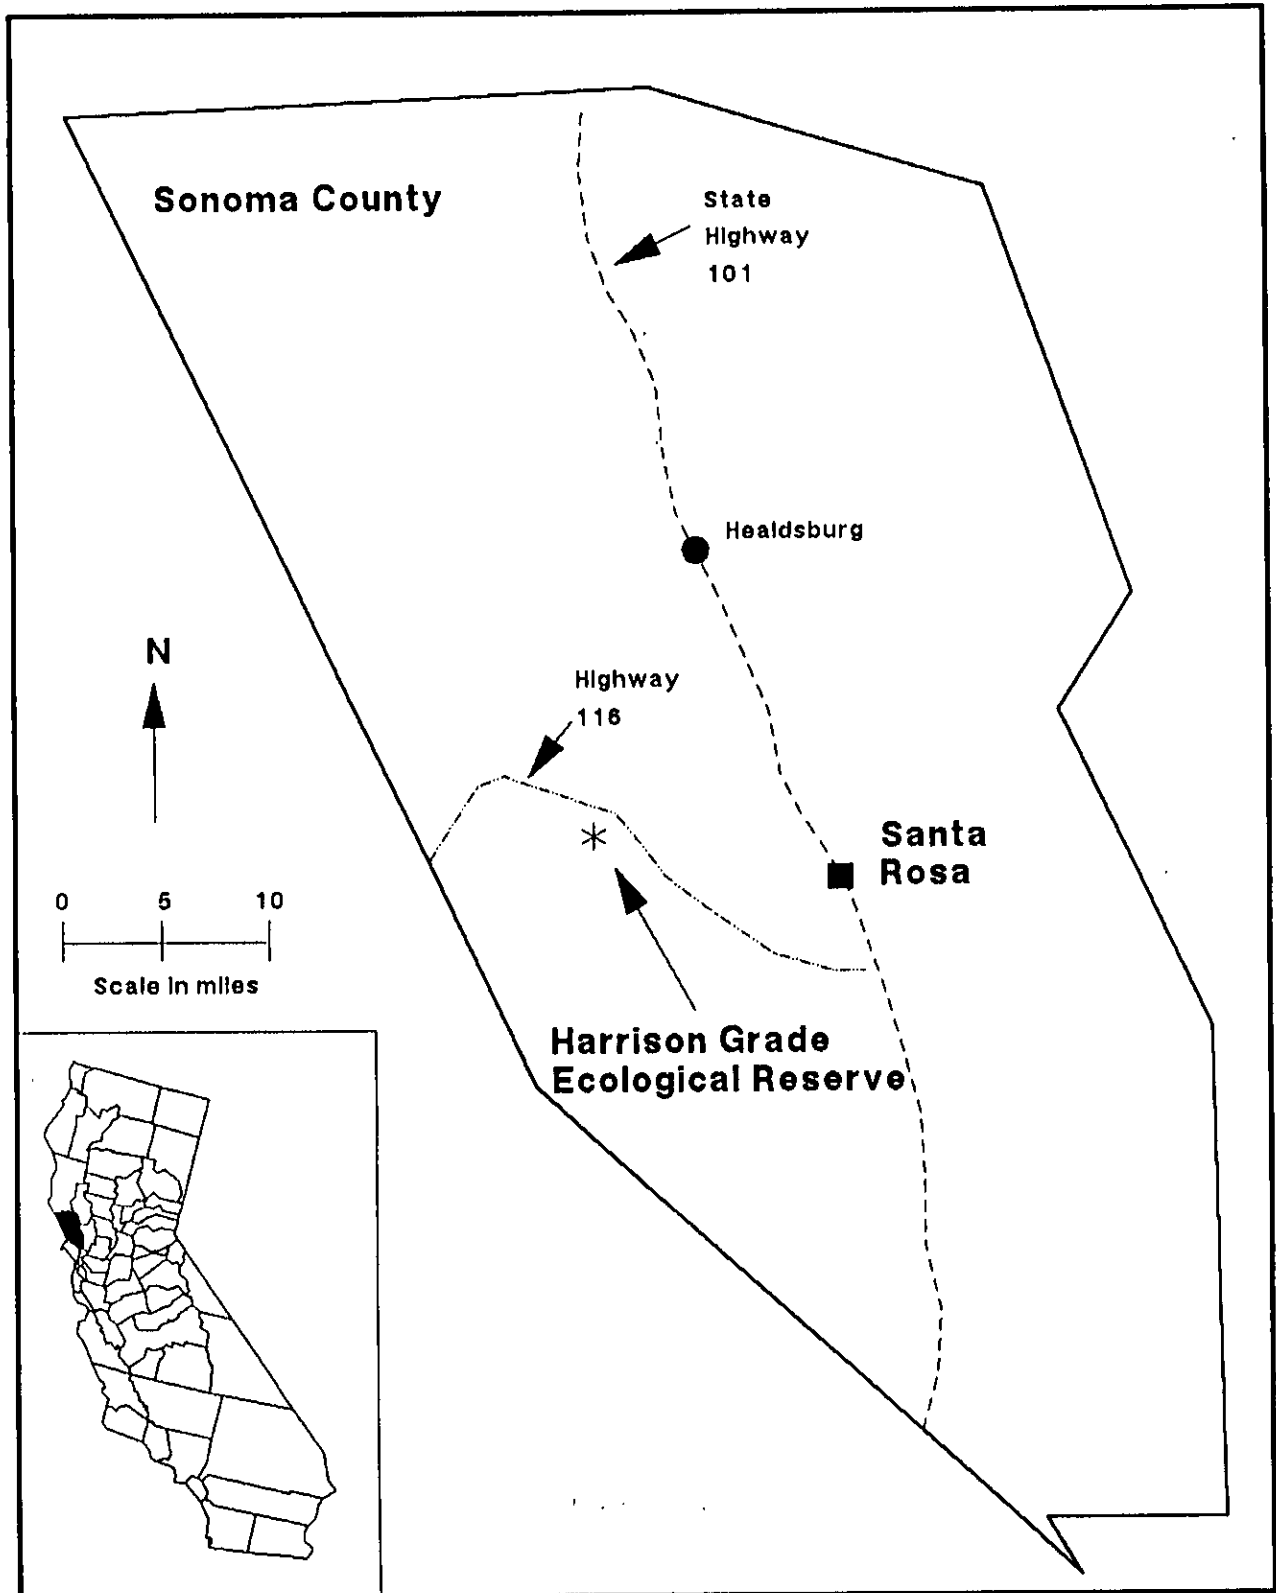 Sonoma County
State
Highway
101
Healdsburg
N
Highway
116
Santa
Rosa
0 5 10
Scale in miles
Harrison Grade
Ecological Reserve